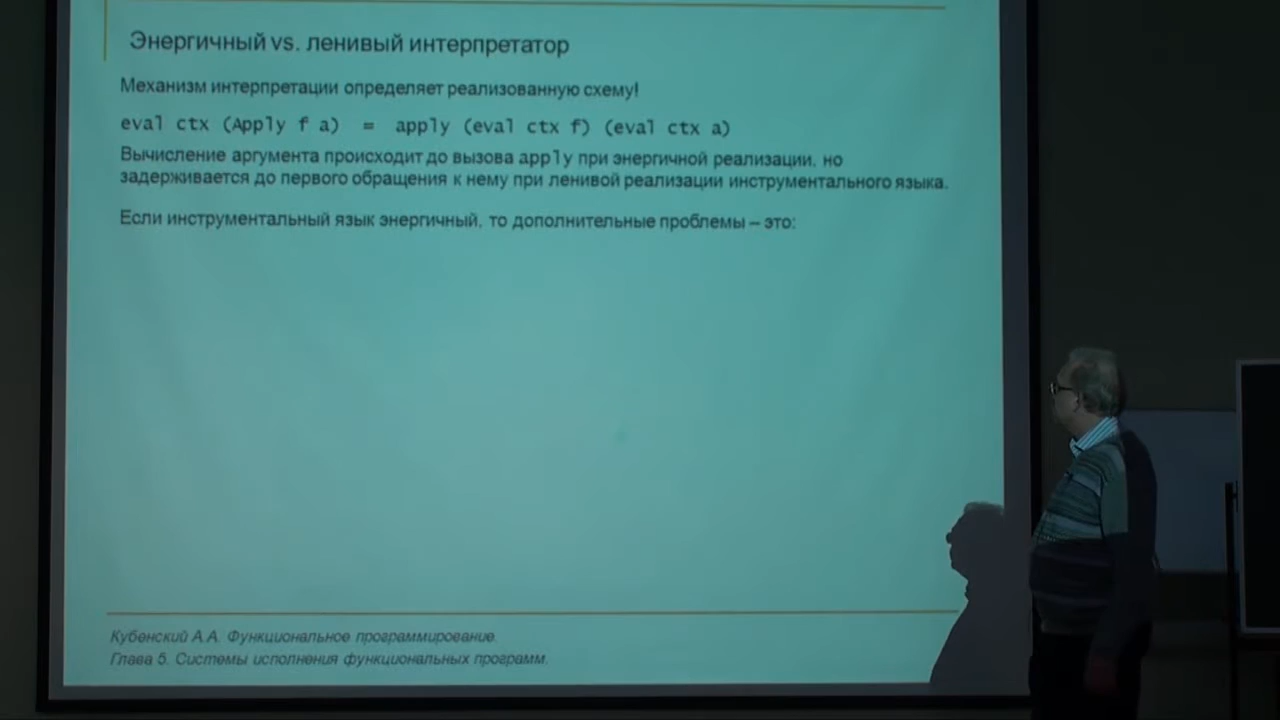 Энергичный vs. ленивый интерпретатор
Механизм интерпретации определяет реализованную схему!
eval ctx (Apply f a) = apply (eval ctx f) (eval ctx a)
Вычисление аргумента происходит до вызова apply при энергичной реализации, но
задерживается до первого обращения к нему при ленивой реализации инструментального языка.
Если инструментальный язык энергичный, то дополнительные проблемы – это:
Кубенский А.А. Функциональное программирование.
Глава 5. Системы исполнения функциональных программ.